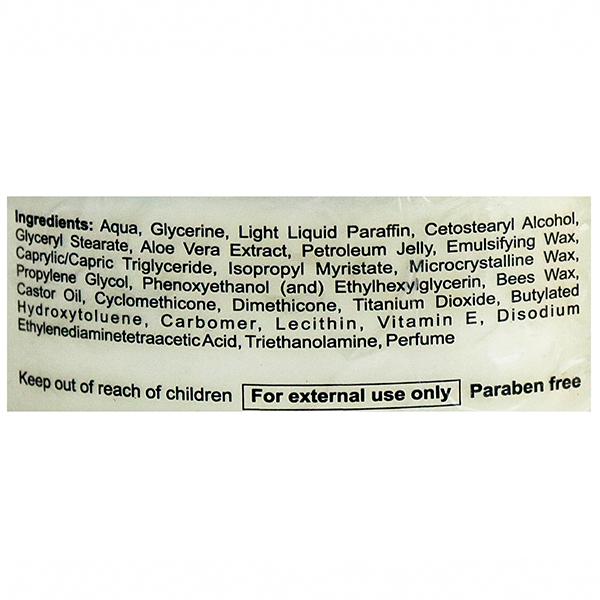 Ingredients: Aqua, Glycerine, Light Liquid Paraffin, Cetostearyl Alcohol,
Glyceryl Stearate, Aloe Vera Extract, Petroleum Jelly, Emulsifying Wax,
Caprylic/Capric Triglyceride, Isopropyl Myristate, Microcrystalline Wax,
Propylene Glycol, Phenoxyethanol (and) Ethylhexylglycerin, Bees Wax,
Castor Oil, Cyclomethicone, Dimethicone, Titanium Dioxide, Butylated
Hydroxytoluene, Carbomer, Lecithin, Vitamin E, Disodium
Ethylenediaminetetraacetic Acid, Triethanolamine, Perfume
Keep out of reach of children For external use only Paraben free